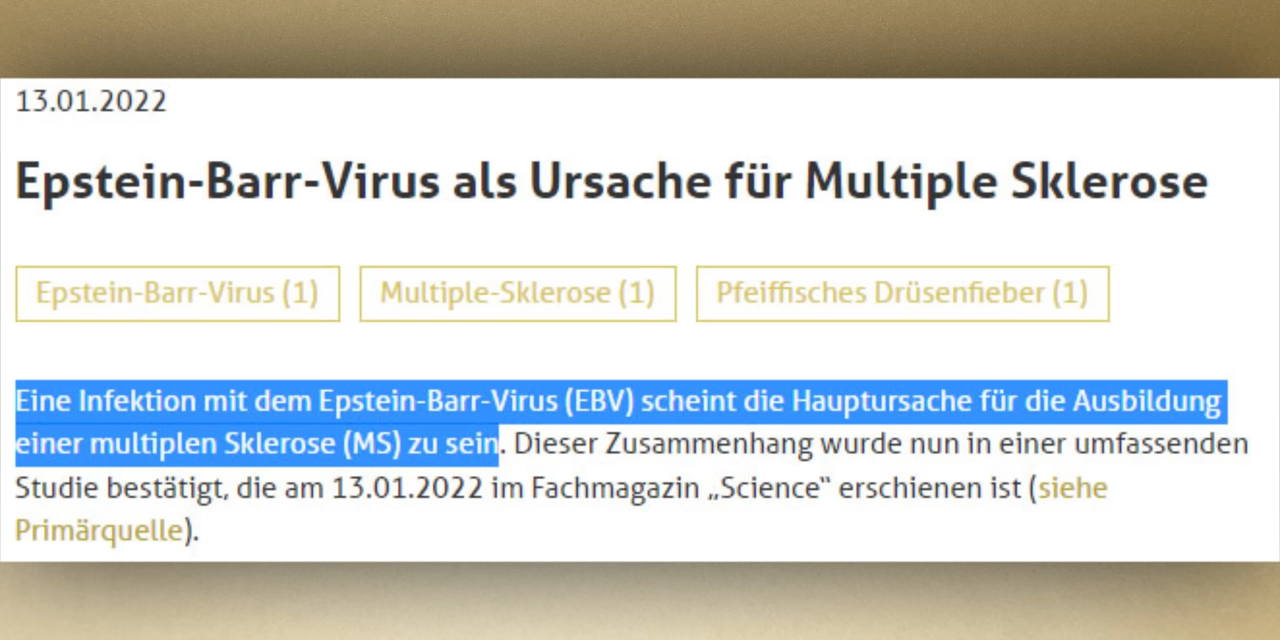 13.01.2022
Epstein-Barr-Virus als Ursache für Multiple Sklerose
Epstein-Barr-Virus (1) Multiple-Sklerose (1) Pfeiffisches Drüsenfieber (1)
Eine Infektion mit dem Epstein-Barr-Virus (EBV) scheint die Hauptursache für die Ausbildung
einer multiplen Sklerose (MS) zu sein. Dieser Zusammenhang wurde nun in einer umfassenden
Studie bestätigt, die am 13.01.2022 im Fachmagazin „Science“ erschienen ist (siehe
Primärquelle).